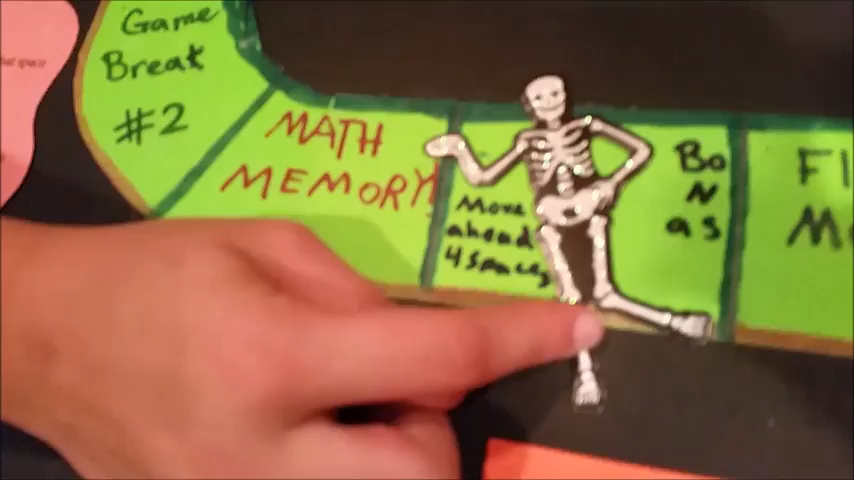 Game
Break
#2
MATH
MEMORY!
Move
ahead
4 Spaces
Bo
N
as